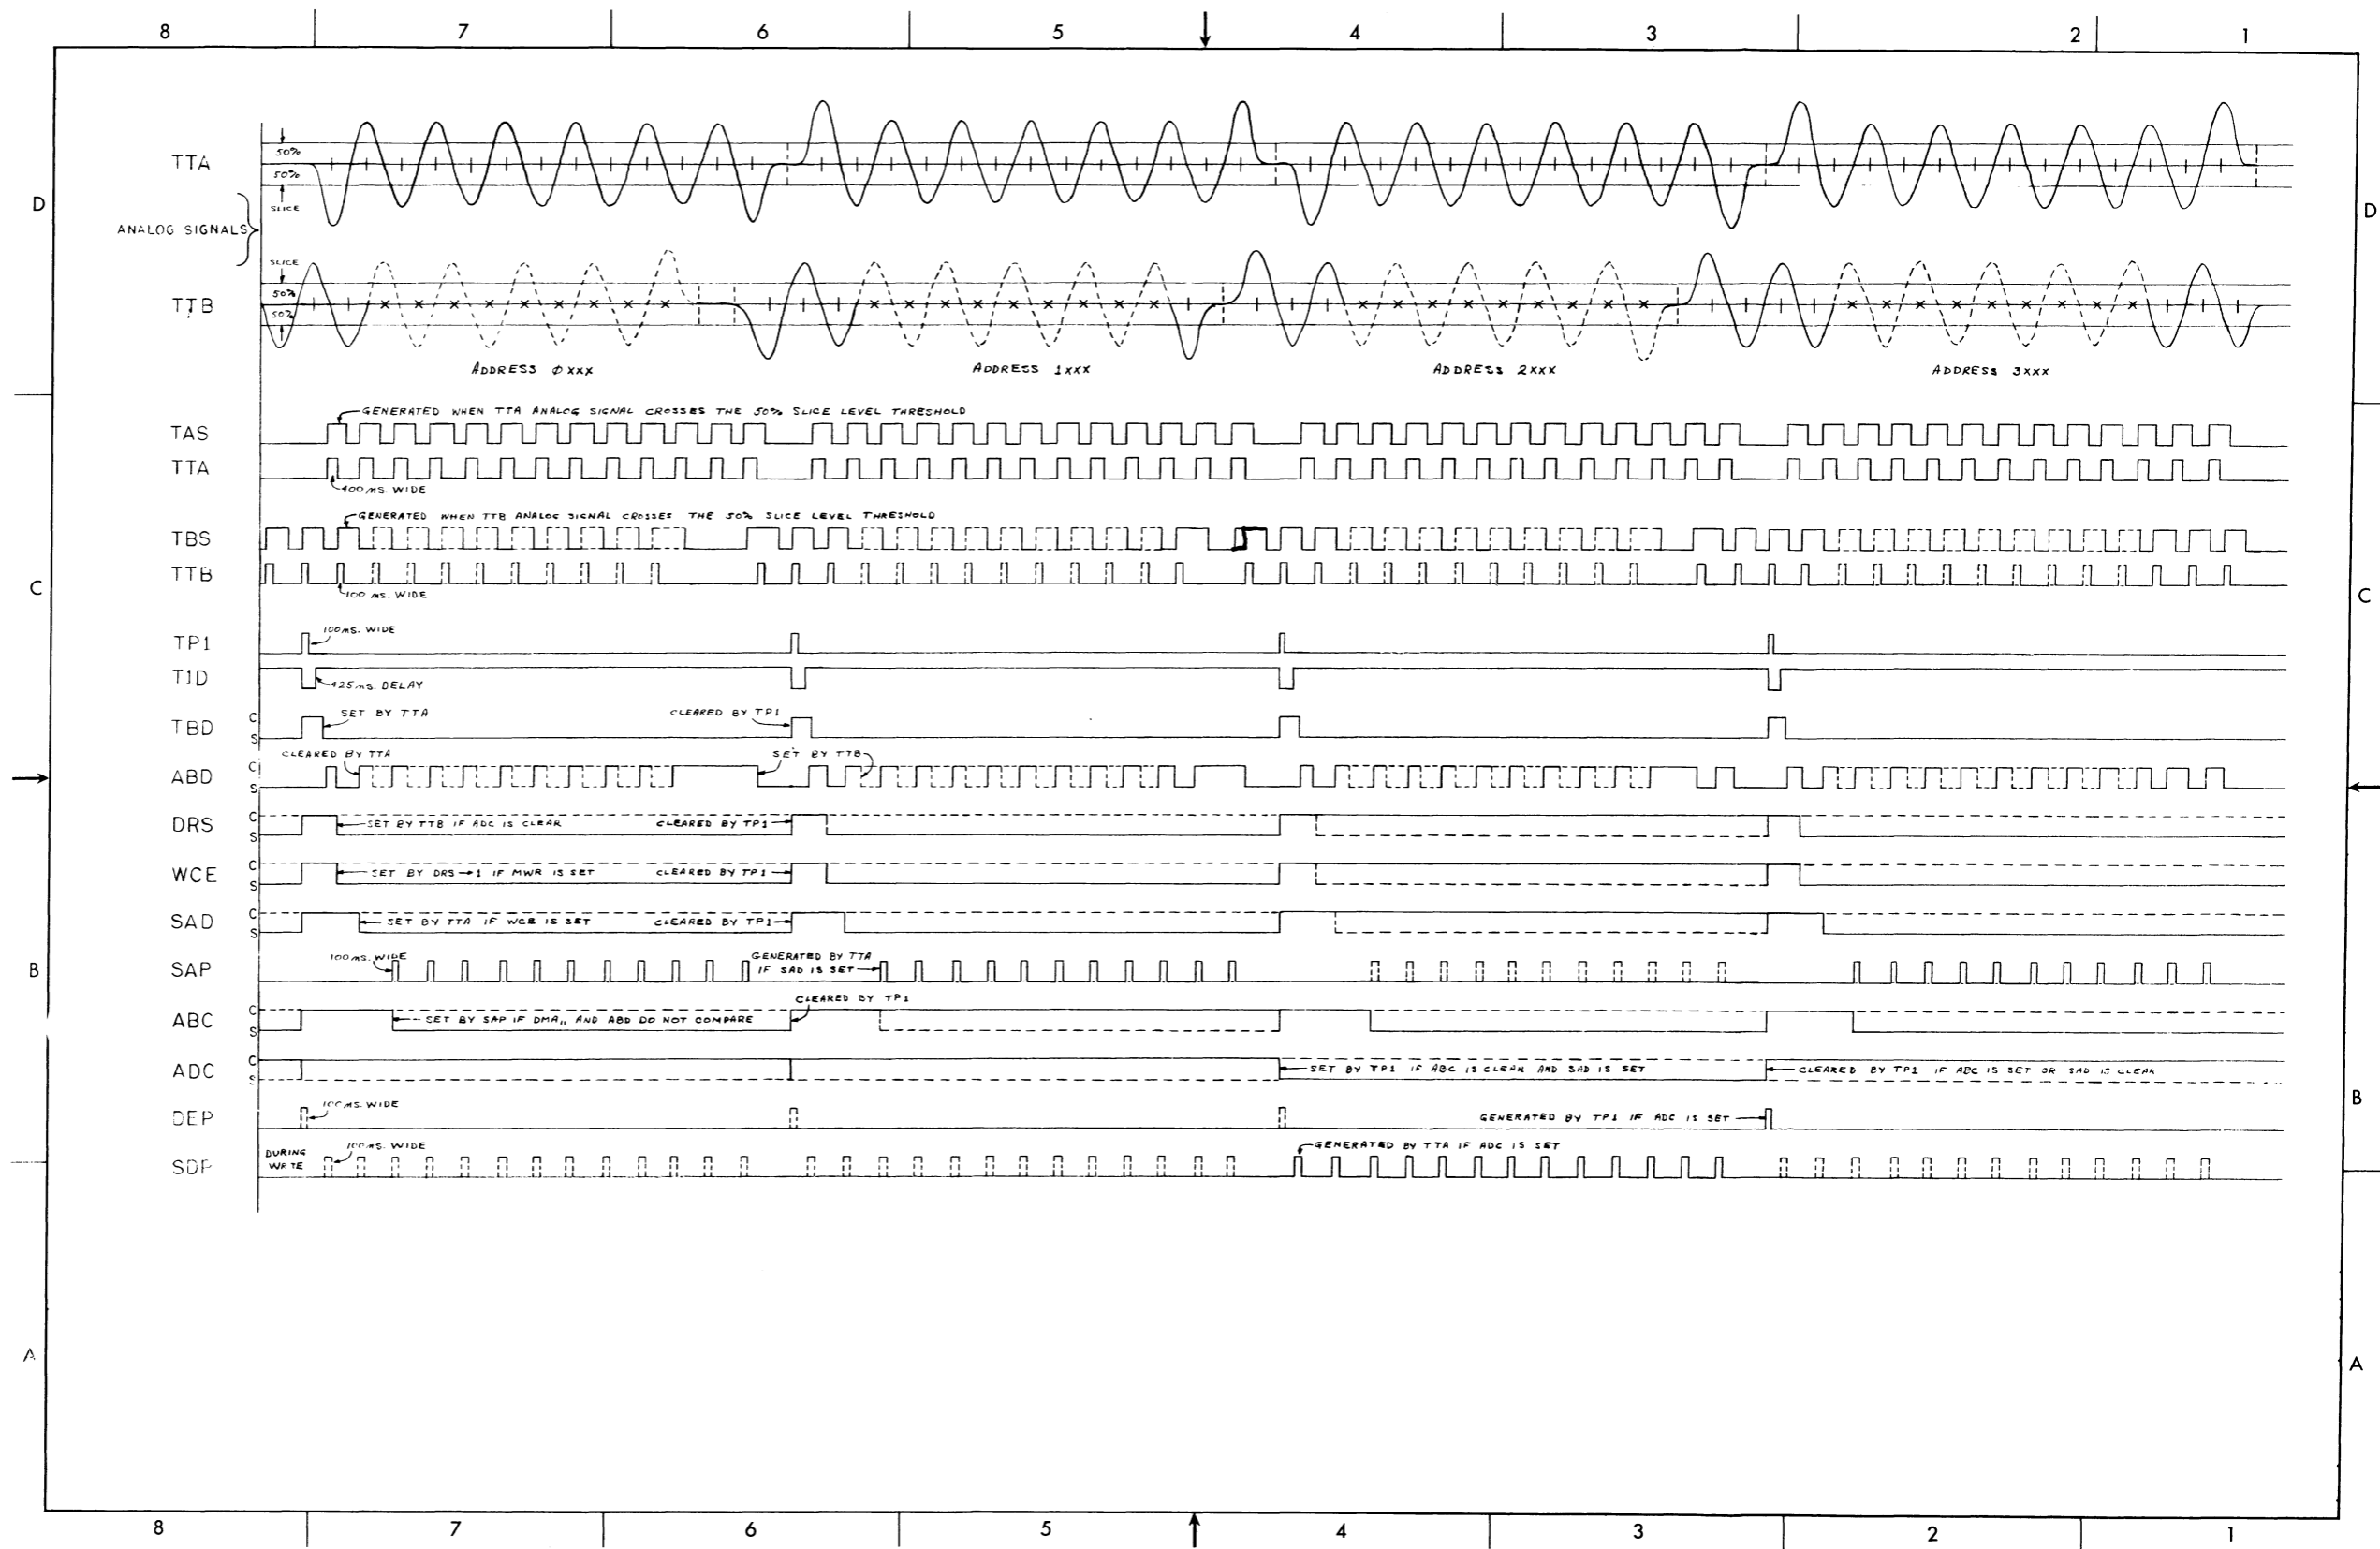 8 7 6 5 4 3 2 1
50%
TTA
50%
SLICE
D
D
ANALOG SIGNALS
SLICE
50%
TTB
50%
ADDRESS 0XXX ADDRESS 1XXX ADDRESS 2XXX ADDRESS 3XXX
GENERATED WHEN TTA ANALOG SIGNAL CROSSES THE 50% SLICE LEVEL THRESHOLD
TAS
TTA
400 MS. WIDE
GENERATED WHEN TTB ANALOG SIGNAL CROSSES THE 50% SLICE LEVEL THRESHOLD
TBS
TTB
C
C
100 MS. WIDE
100MS. WIDE
TP1
T1D
425 MS. DELAY
TBD C S SET BY TTA CLEARED BY TP1
CLEARED BY TTA SET BY TTB
ABD C S
DRS C S SET BY TTB IF ADC IS CLEAR CLEARED BY TP1
WCE C S SET BY DRS→1 IF MWR IS SET CLEARED BY TP1
SAD C S SET BY TTA IF WCE IS SET CLEARED BY TP1
100MS. WIDE GENERATED BY TTA
B SAP IF SAD IS SET
CLEARED BY TP1
ABC C S SET BY SAP IF DMA11 AND ABD DO NOT COMPARE
ADC C S SET BY TP1 IF ABC IS CLEAR AND SAD IS SET CLEARED BY TP1 IF ABC IS SET OR SAD IS CLEAR
B
100MS. WIDE
DEP GENERATED BY TP1 IF ADC IS SET
DURING 100MS. WIDE GENERATED BY TTA IF ADC IS SET
SDP WRITE
A
A
8 7 6 5 4 3 2 1